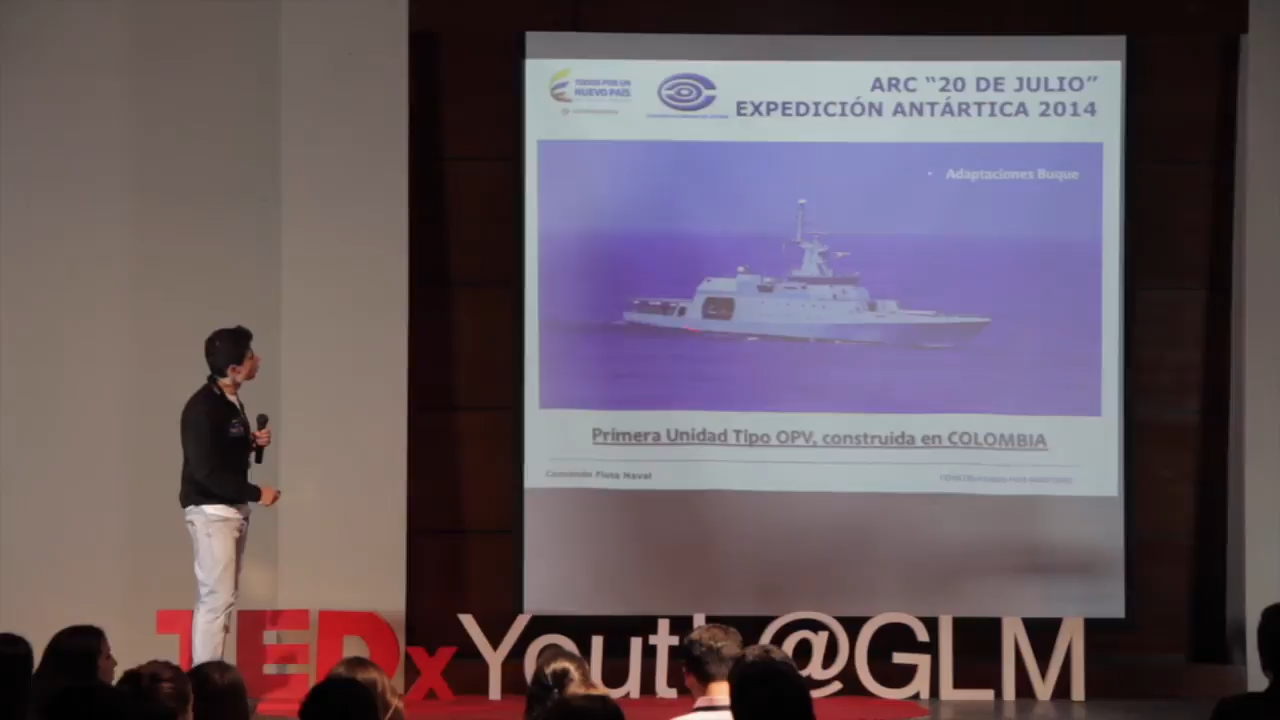 TODOS POR UN
NUEVO PAÍS
ARC “20 DE JULIO”
EXPEDICIÓN ANTÁRTICA 2014
• Adaptaciones Buque
Primera Unidad Tipo OPV, construida en COLOMBIA
Comisión Flota Naval
TEDxYouth@GLM